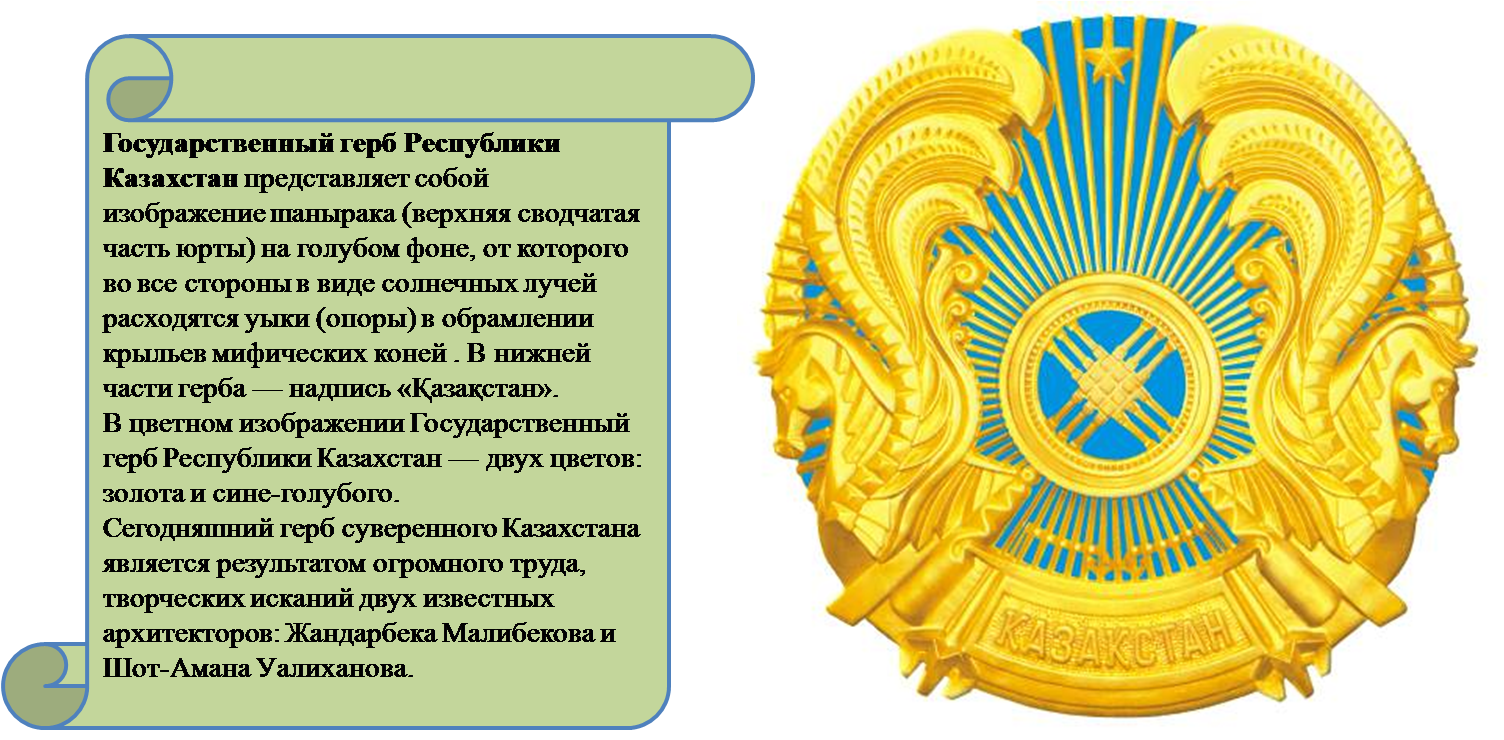 Государственный герб Республики
Казахстан представляет собой
изображение шанырака (верхняя сводчатая
часть юрты) на голубом фоне, от которого
во все стороны в виде солнечных лучей
расходятся уыки (опоры) в обрамлении
крыльев мифических коней . В нижней
части герба — надпись «Қазақстан».
В цветном изображении Государственный
герб Республики Казахстан — двух цветов:
золота и сине-голубого.
Сегодняшний герб суверенного Казахстана
является результатом огромного труда,
творческих исканий двух известных
архитекторов: Жандарбека Малибекова и
Шот-Амана Уалиханова.
ҚАЗАҚСТАН